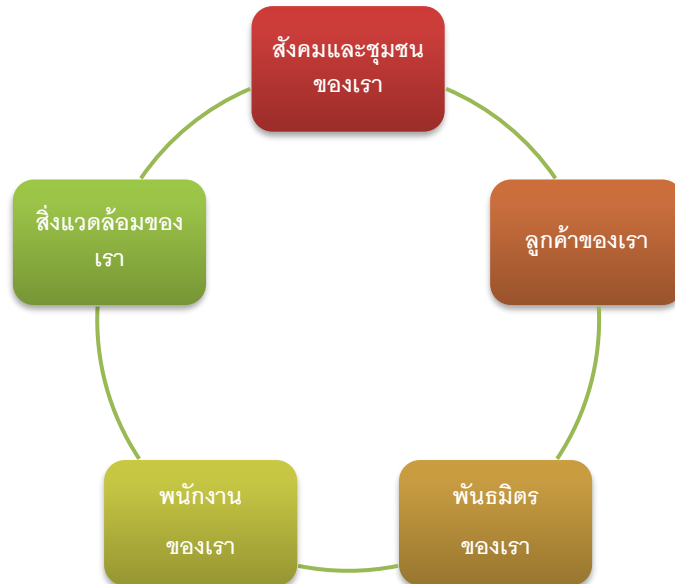 สังคมและชุมชน
ของเรา
สิ่งแวดล้อมของ
เรา
ลูกค้าของเรา
พนักงาน
ของเรา
พันธมิตร
ของเรา